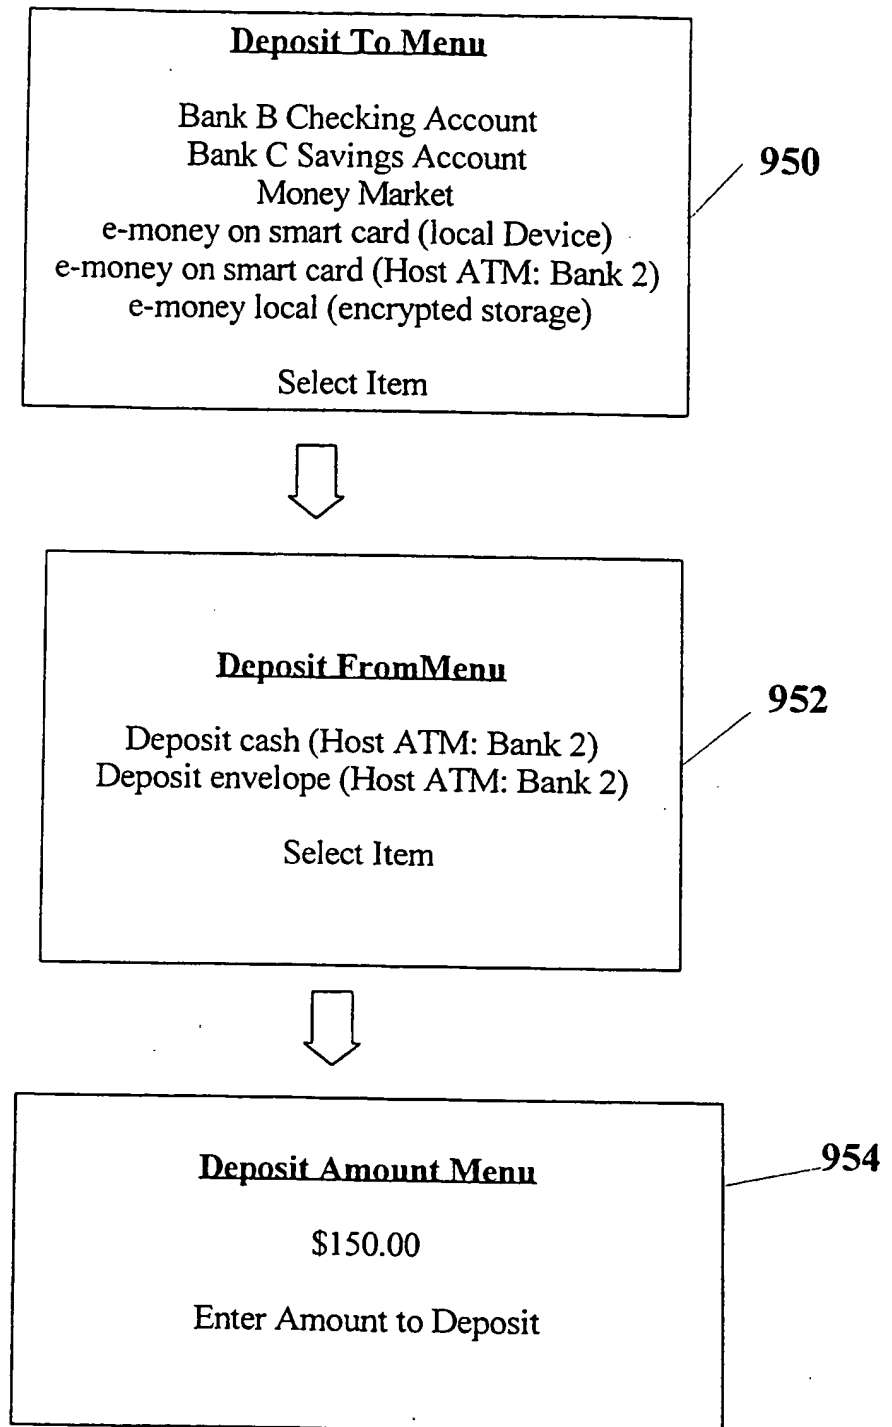 Deposit To Menu
Bank B Checking Account
Bank C Savings Account
Money Market
e-money on smart card (local Device)
e-money on smart card (Host ATM: Bank 2)
e-money local (encrypted storage)
Select Item
950
Deposit FromMenu
Deposit cash (Host ATM: Bank 2)
Deposit envelope (Host ATM: Bank 2)
Select Item
952
Deposit Amount Menu
$150.00
Enter Amount to Deposit
954